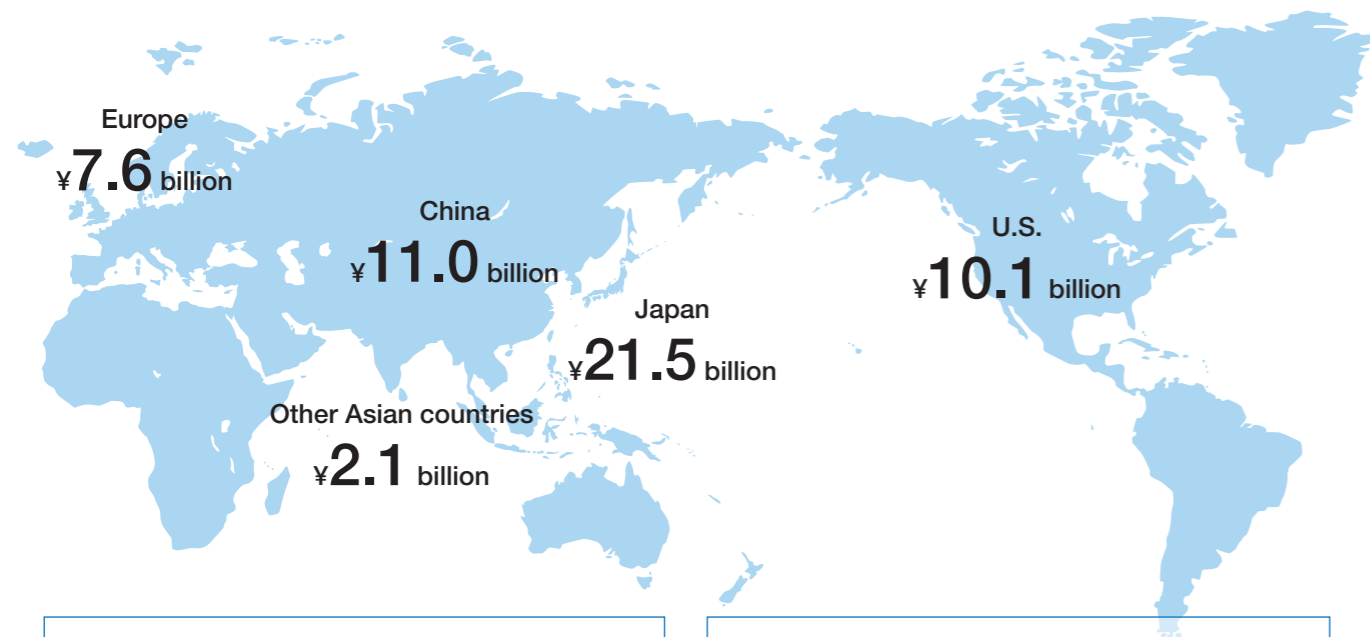 Europe
¥7.6 billion
China
¥11.0 billion
U.S.
¥10.1 billion
Japan
¥21.5 billion
Other Asian countries
¥2.1 billion